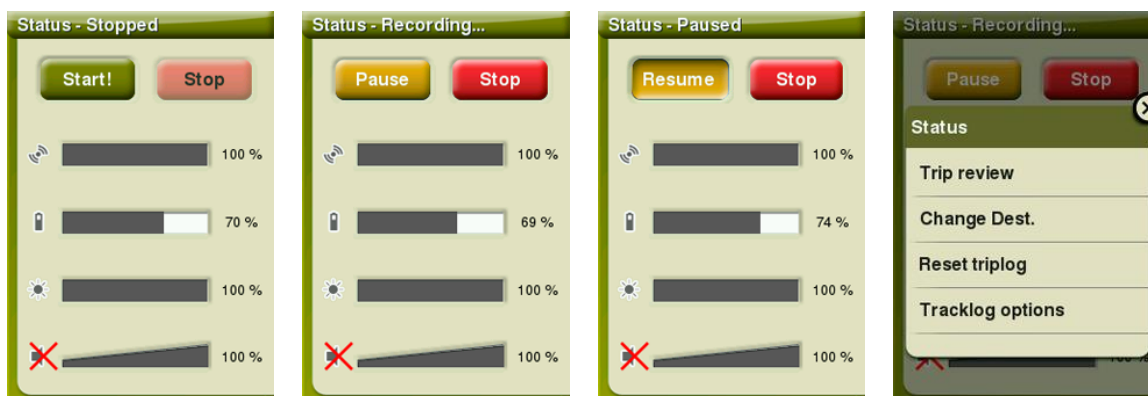 Status - Stopped
Start! Stop
100 %
70 %
100 %
100 %
Status - Recording...
Pause Stop
100 %
69 %
100 %
100 %
Status - Paused
Resume Stop
100 %
74 %
100 %
100 %
Status - Recording...
Pause Stop
Status
Trip review
Change Dest.
Reset triplog
Tracklog options